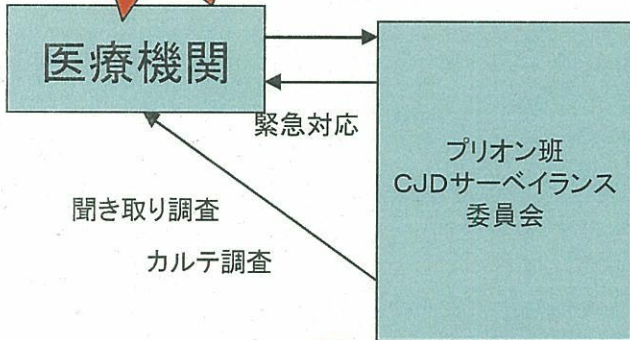 医療機関
緊急対応
聞き取り調査
カルテ調査
プリオン班
CJDサーベイランス
委員会